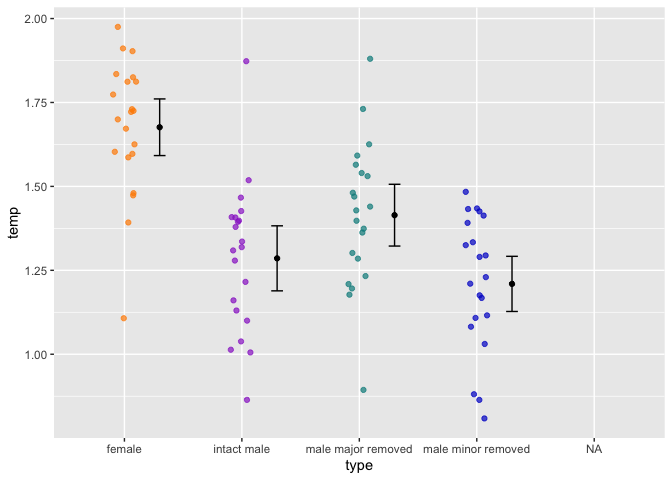 temp
2.00
1.75
1.50
1.25
1.00
female
intact male
male major removed
male minor removed
NA
type